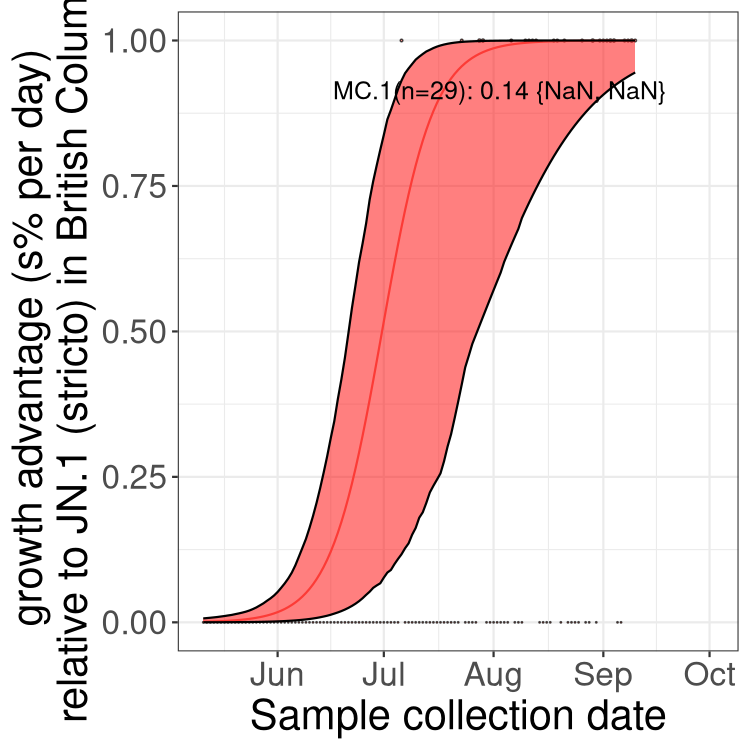 growth advantage (s% per day)
relative to JN.1 (stricto) in British Colum
1.00
0.75
0.50
0.25
0.00
MC.1(n=29): 0.14 {NaN, NaN}
Jun Jul Aug Sep Oct
Sample collection date